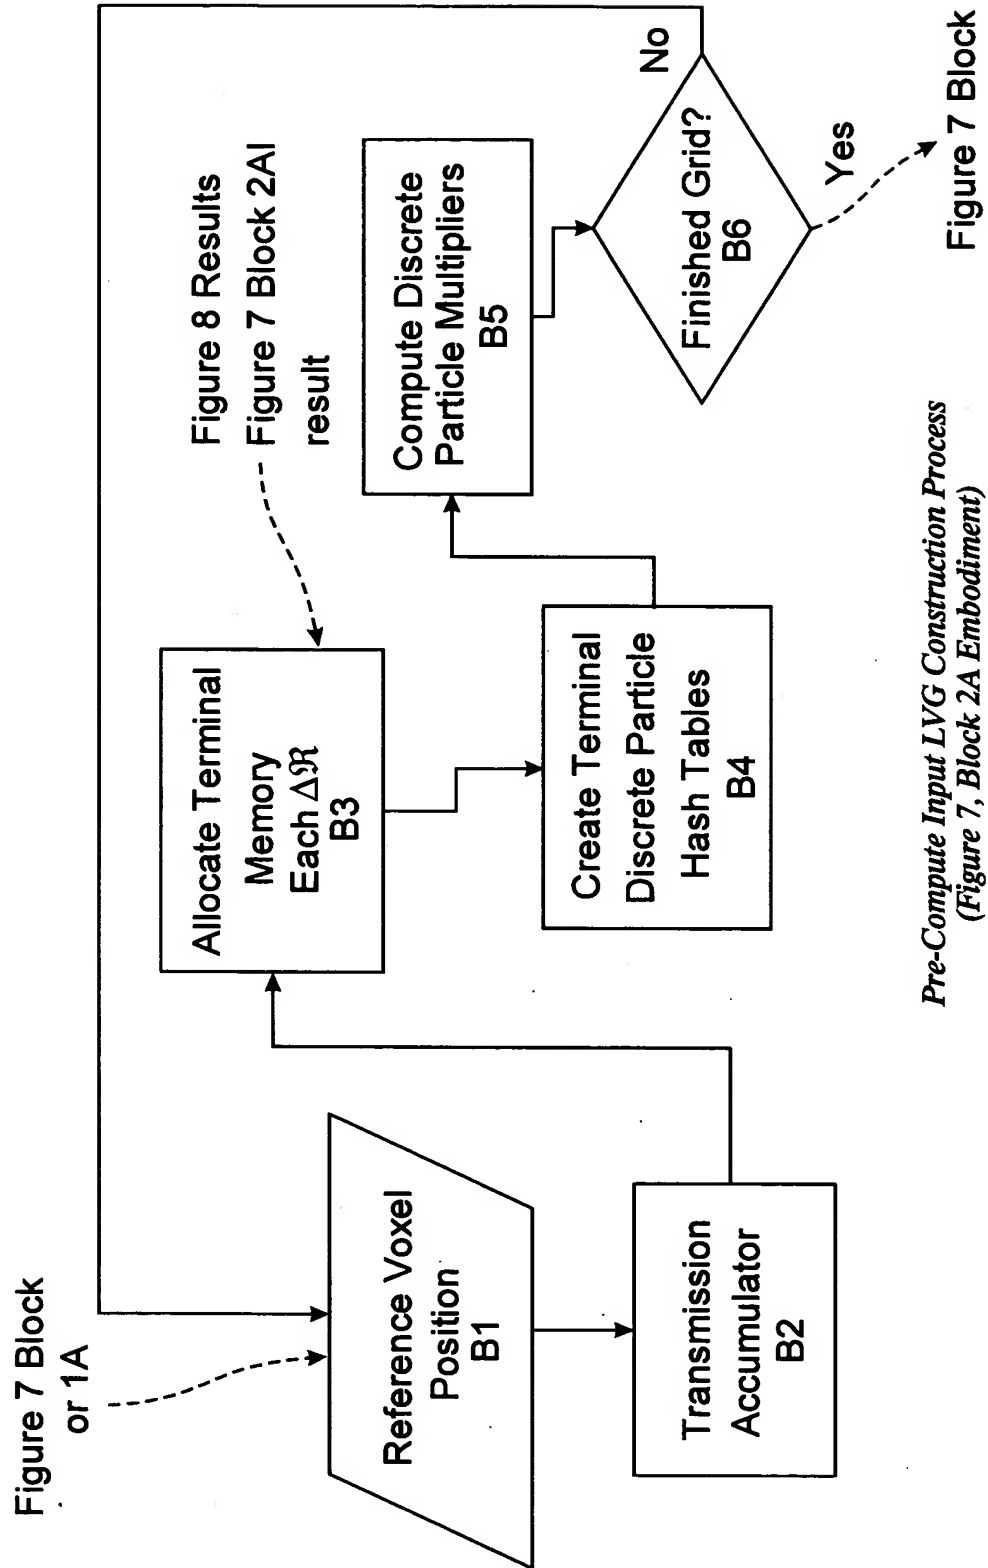 Figure 7 Block
or 1A
Reference Voxel
Position
B1
Transmission
Accumulator
B2
Allocate Terminal
Memory
Each Δℜ
B3
Figure 8 Results
Figure 7 Block 2AI
result
Create Terminal
Discrete Particle
Hash Tables
B4
Compute Discrete
Particle Multipliers
B5
Finished Grid?
B6
No
Yes
Figure 7 Block
Pre-Compute Input LVG Construction Process
(Figure 7, Block 2A Embodiment)